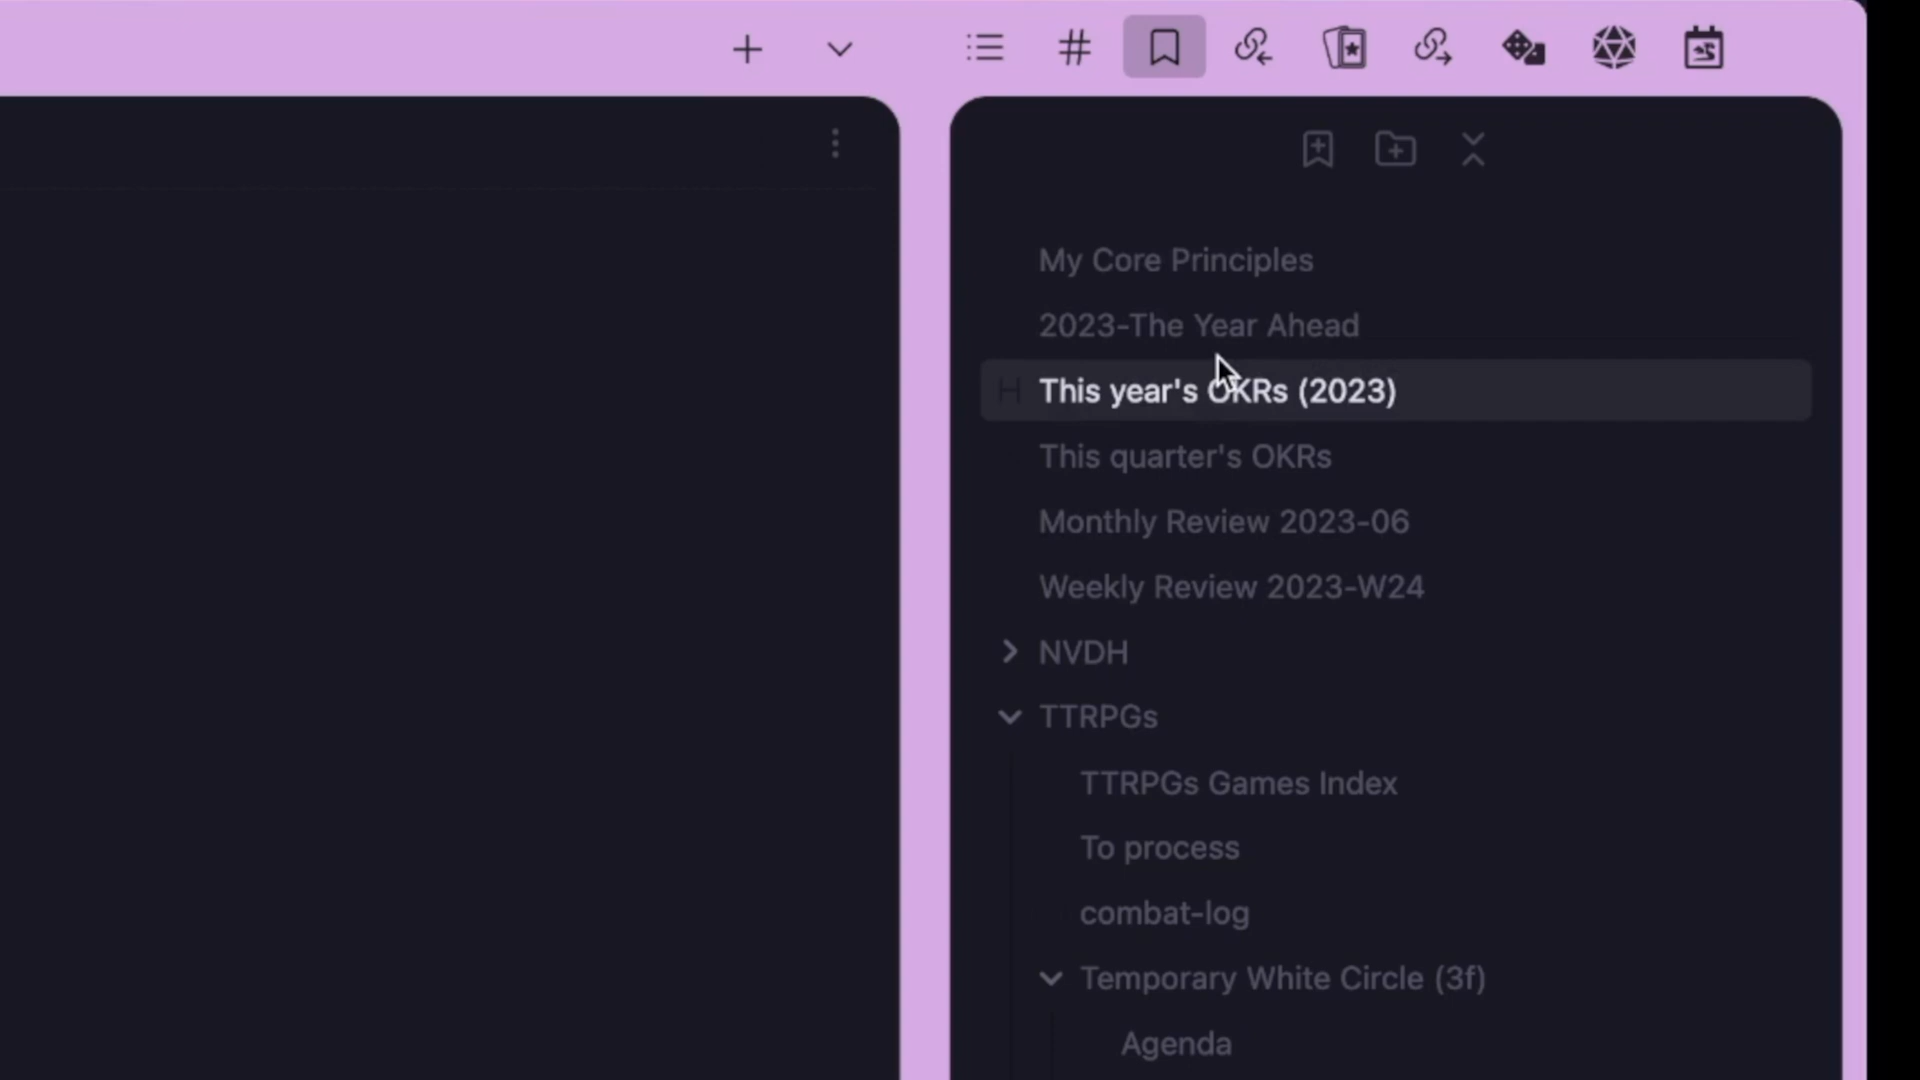 My Core Principles
2023-The Year Ahead
This year's OKRs (2023)
This quarter's OKRs
Monthly Review 2023-06
Weekly Review 2023-W24
NVDH
TTRPGs
TTRPGs Games Index
To process
combat-log
Temporary White Circle (3f)
Agenda